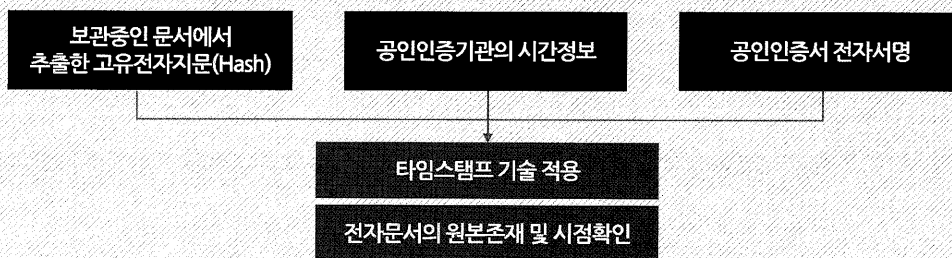 보관중인 문서에서
추출한 고유전자지문(Hash)
공인인증기관의 시간정보
공인인증서 전자서명
타임스탬프 기술 적용
전자문서의 원본존재 및 시점확인